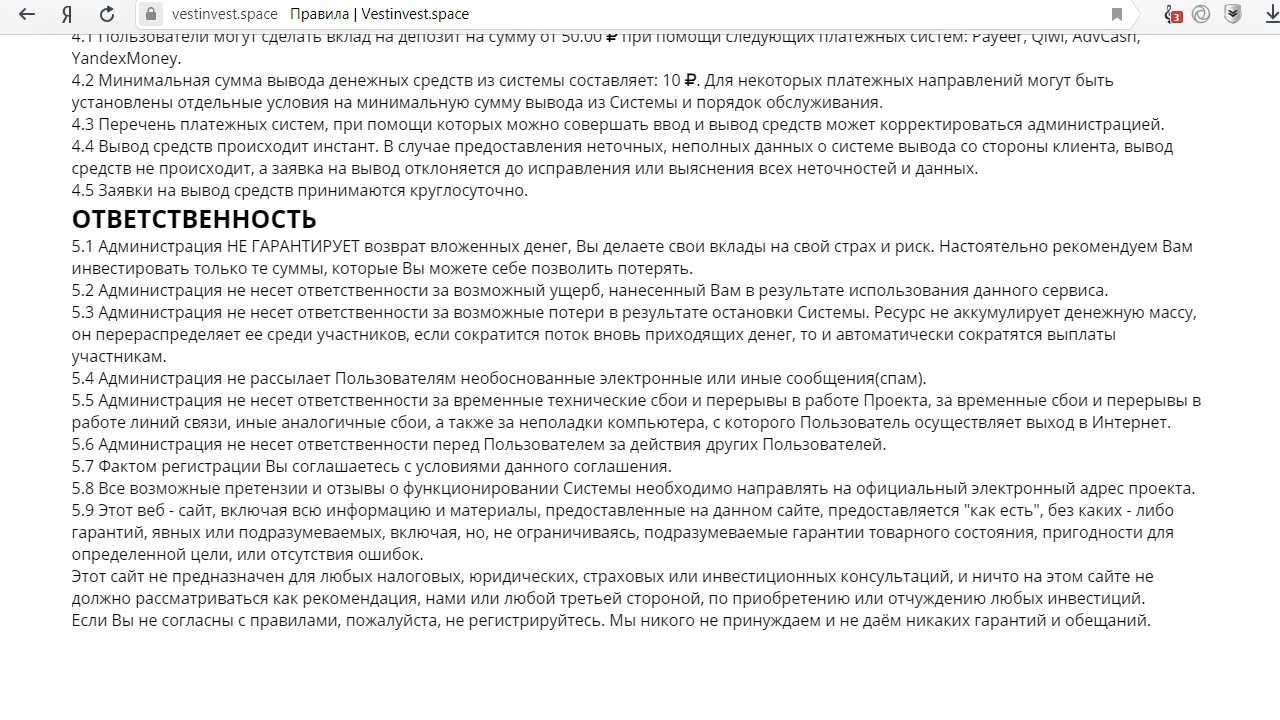 vestinvest.space Правила | Vestinvest.space
3
4.1 Пользователи могут сделать вклад на депозит на сумму от 50.00 ₽ при помощи следующих платежных систем: Payeer, Qiwi, AdvCash,
YandexMoney.
4.2 Минимальная сумма вывода денежных средств из системы составляет: 10 ₽. Для некоторых платежных направлений могут быть
установлены отдельные условия на минимальную сумму вывода из Системы и порядок обслуживания.
4.3 Перечень платежных систем, при помощи которых можно совершать ввод и вывод средств может корректироваться администрацией.
4.4 Вывод средств происходит инстант. В случае предоставления неточных, неполных данных о системе вывода со стороны клиента, вывод
средств не происходит, а заявка на вывод отклоняется до исправления или выяснения всех неточностей и данных.
4.5 Заявки на вывод средств принимаются круглосуточно.
ОТВЕТСТВЕННОСТЬ
5.1 Администрация НЕ ГАРАНТИРУЕТ возврат вложенных денег, Вы делаете свои вклады на свой страх и риск. Настоятельно рекомендуем Вам
инвестировать только те суммы, которые Вы можете себе позволить потерять.
5.2 Администрация не несет ответственности за возможный ущерб, нанесенный Вам в результате использования данного сервиса.
5.3 Администрация не несет ответственности за возможные потери в результате остановки Системы. Ресурс не аккумулирует денежную массу,
он перераспределяет ее среди участников, если сократится поток вновь приходящих денег, то и автоматически сократятся выплаты
участникам.
5.4 Администрация не рассылает Пользователям необоснованные электронные или иные сообщения(спам).
5.5 Администрация не несет ответственности за временные технические сбои и перерывы в работе Проекта, за временные сбои и перерывы в
работе линий связи, иные аналогичные сбои, а также за неполадки компьютера, с которого Пользователь осуществляет выход в Интернет.
5.6 Администрация не несет ответственности перед Пользователем за действия других Пользователей.
5.7 Фактом регистрации Вы соглашаетесь с условиями данного соглашения.
5.8 Все возможные претензии и отзывы о функционировании Системы необходимо направлять на официальный электронный адрес проекта.
5.9 Этот веб - сайт, включая всю информацию и материалы, предоставленные на данном сайте, предоставляется "как есть", без каких - либо
гарантий, явных или подразумеваемых, включая, но, не ограничиваясь, подразумеваемые гарантии товарного состояния, пригодности для
определенной цели, или отсутствия ошибок.
Этот сайт не предназначен для любых налоговых, юридических, страховых или инвестиционных консультаций, и ничто на этом сайте не
должно рассматриваться как рекомендация, нами или любой третьей стороной, по приобретению или отчуждению любых инвестиций.
Если Вы не согласны с правилами, пожалуйста, не регистрируйтесь. Мы никого не принуждаем и не даём никаких гарантий и обещаний.